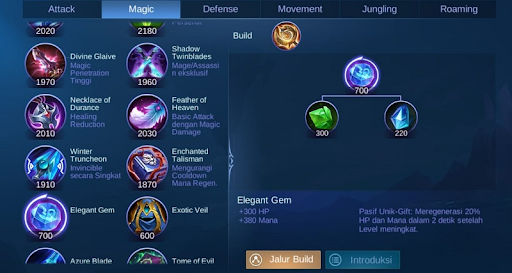 Attack Magic Defense Movement Jungling Roaming
2020
2180
Build
Divine Glaive
Magic
Penetration
Tinggi
1970
Shadow
Twinblades
Mage/Assassi
n eksklusif
1960
Necklace of
Durance
Healing
Reduction
2010
Feather of
Heaven
Basic Attack
dengan Magic
Damage
2030
Winter
Truncheon
Invincible
secara Singkat
1910
Enchanted
Talisman
Mengurangi
Cooldown
Mana Regen.
1870
Elegant Gem
700
Exotic Veil
600
Azure Blade
Tome of Evil
700
300
220
Elegant Gem
+300 HP
+380 Mana
Pasif Unik-Gift: Meregenerasi 20%
HP dan Mana dalam 2 detik setelah
Level meningkat.
Jalur Build
Introduksi